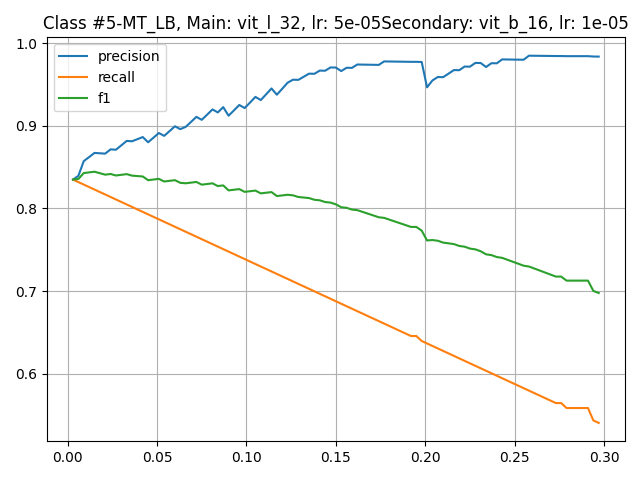 Class #5-MT_LB, Main: vit_l_32, lr: 5e-05Secondary: vit_b_16, lr: 1e-05
precision
recall
f1
1.0
0.9
0.8
0.7
0.6
0.00 0.05 0.10 0.15 0.20 0.25 0.30